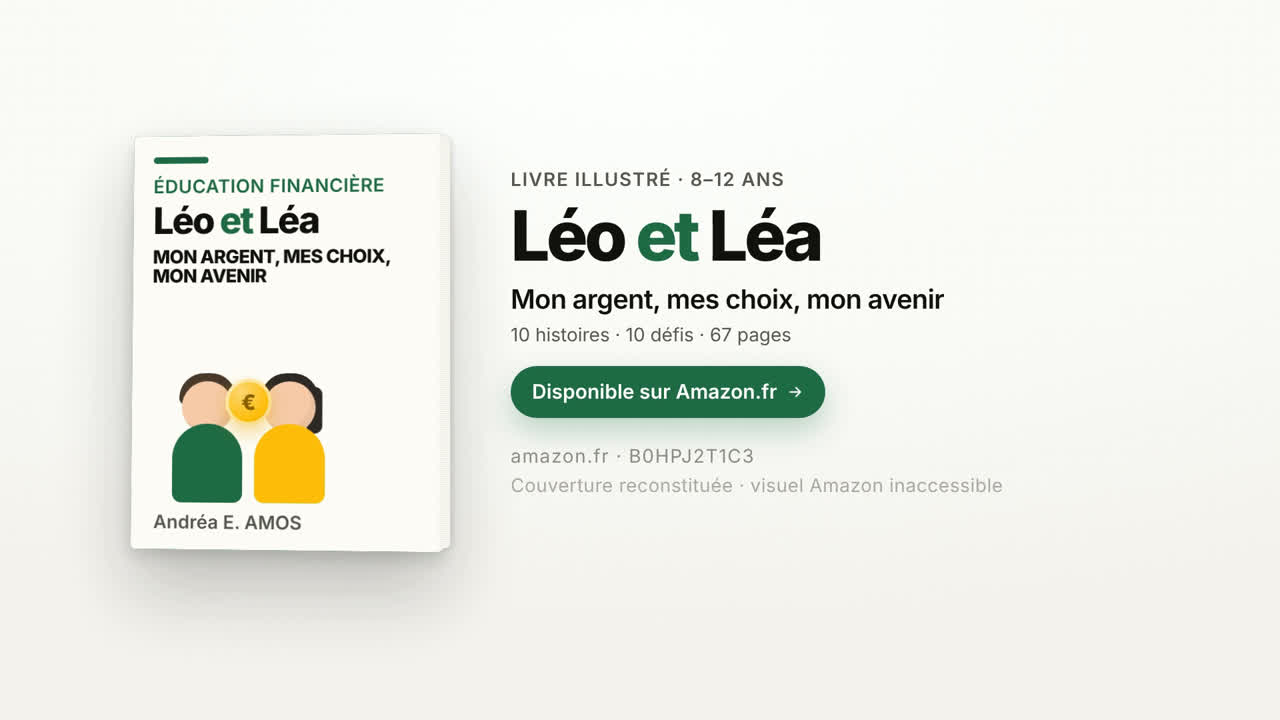 ÉDUCATION FINANCIÈRE
Léo et Léa
MON ARGENT, MES CHOIX,
MON AVENIR
€
Andréa E. AMOS
LIVRE ILLUSTRÉ · 8–12 ANS
Léo et Léa
Mon argent, mes choix, mon avenir
10 histoires · 10 défis · 67 pages
Disponible sur Amazon.fr →
amazon.fr · B0HPJ2T1C3
Couverture reconstituée · visuel Amazon inaccessible